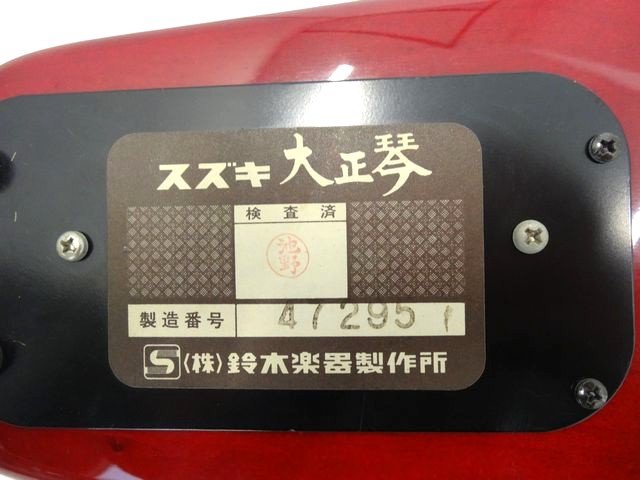 スズキ 大正琴
検査済
池野
製造番号 47295
(株) 鈴木楽器製作所